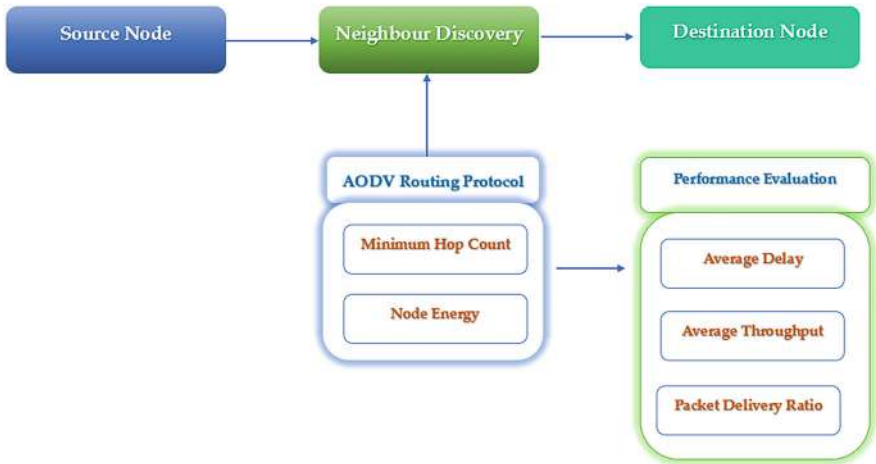 Source Node
Neighbour Discovery
Destination Node
AODV Routing Protocol
Minimum Hop Count
Node Energy
Performance Evaluation
Average Delay
Average Throughput
Packet Delivery Ratio